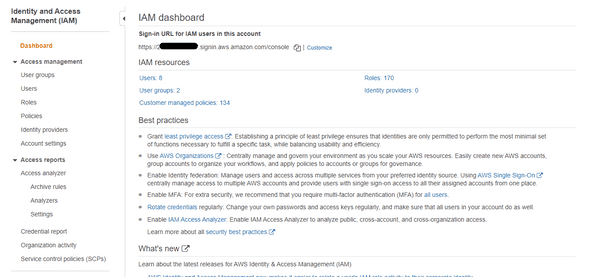 Identity and Access
Management (IAM)
Dashboard
Access management
User groups
Users
Roles
Policies
Identity providers
Account settings
Access reports
Access analyzer
Archive rules
Analyzers
Settings
Credential report
Organization activity
Service control policies (SCPs)
IAM dashboard
Sign-in URL for IAM users in this account
https:// signin.aws.amazon.com/console | Customize
IAM resources
Users: 8 Roles: 170
User groups: 2 Identity providers: 0
Customer managed policies: 134
Best practices
Grant least privilege access : Establishing a principle of least privilege ensures that identities are only permitted to perform the most minimal set
of functions necessary to fulfill a specific task, while balancing usability and efficiency.
Use AWS Organizations : Centrally manage and govern your environment as you scale your AWS resources. Easily create new AWS accounts,
group accounts to organize your workflows, and apply policies to accounts or groups for governance.
Enable Identity federation: Manage users and access across multiple services from your preferred identity source. Using AWS Single Sign-On
centrally manage access to multiple AWS accounts and provide users with single sign-on access to all their assigned accounts from one place.
Enable MFA: For extra security, we recommend that you require multi-factor authentication (MFA) for all users.
Rotate credentials regularly: Change your own passwords and access keys regularly, and make sure that all users in your account do as well.
Enable IAM Access Analyzer: Enable IAM Access Analyzer to analyze public, cross-account, and cross-organization access.
Learn more about all security best practices
What's new
Learn about the latest releases for AWS Identity & Access Management (IAM)